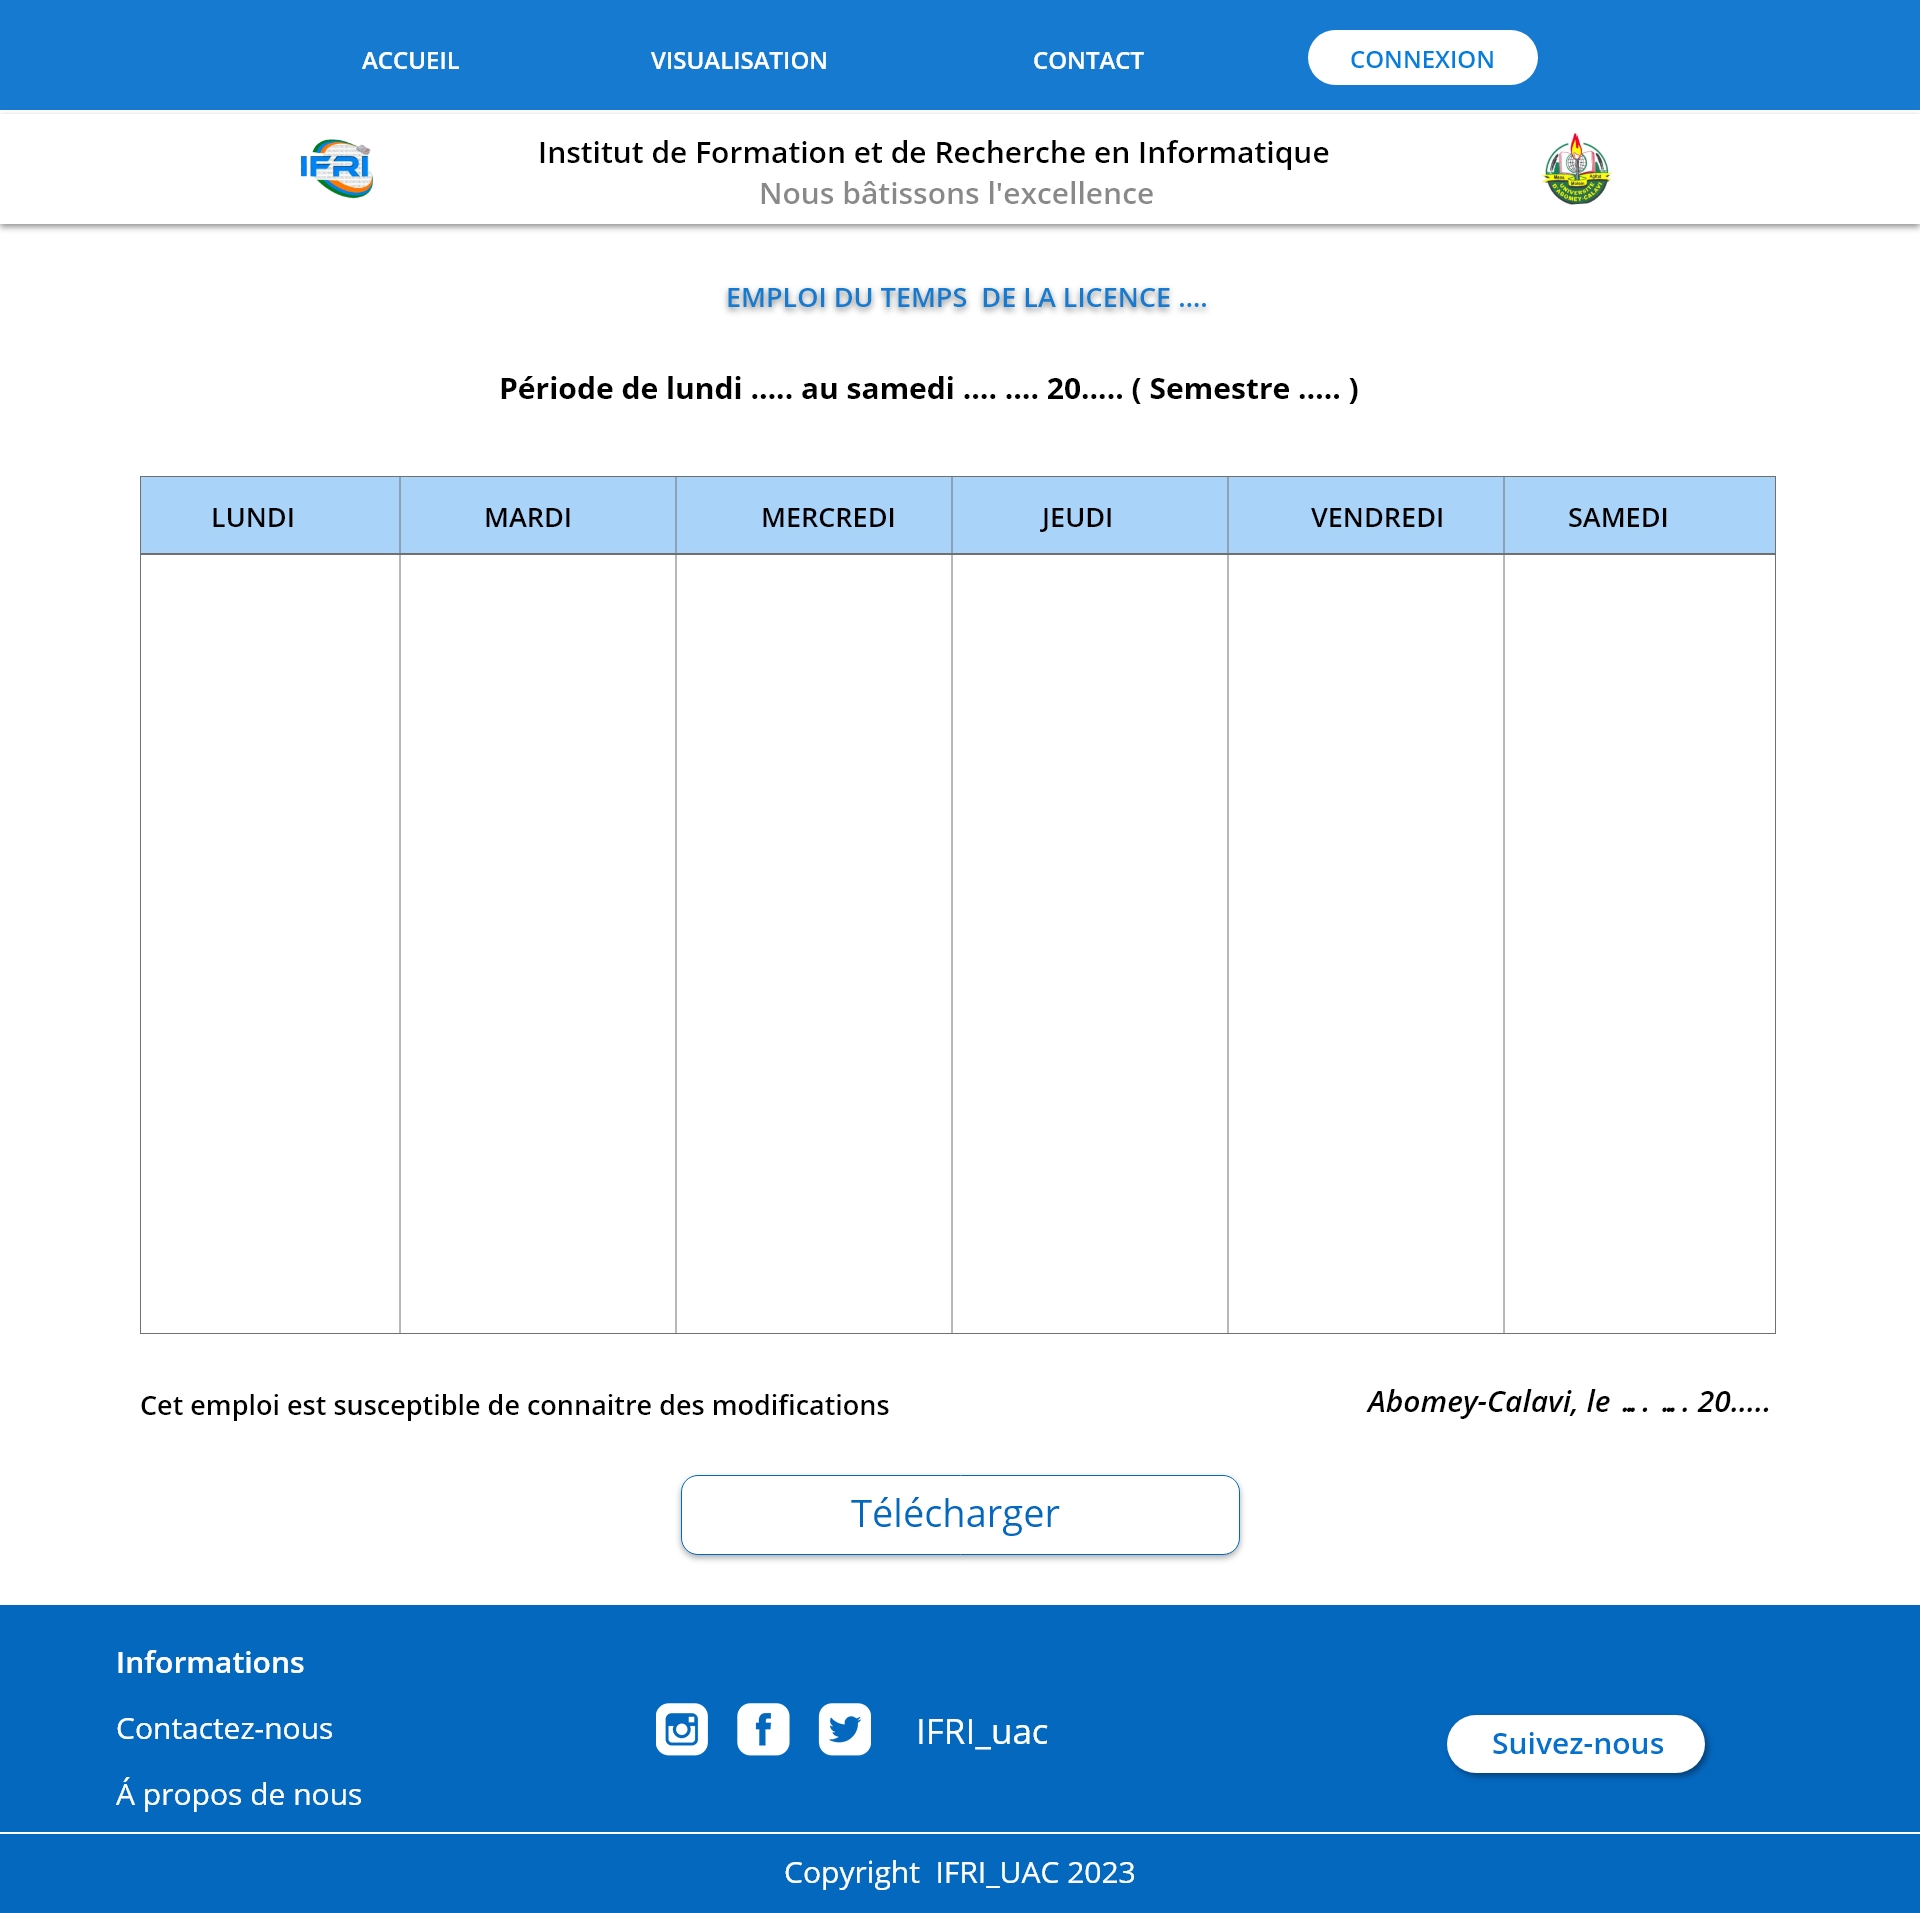 ACCUEIL VISUALISATION CONTACT CONNEXION
IFRI
Institut de Formation et de Recherche en Informatique
Nous bâtissons l'excellence
UNIVERSITE
D'ABOMEY-CALAVI
EMPLOI DU TEMPS  DE LA LICENCE ....
Période de lundi ..... au samedi .... .... 20..... ( Semestre ..... )
LUNDI MARDI MERCREDI JEUDI VENDREDI SAMEDI
Cet emploi est susceptible de connaitre des modifications
Abomey-Calavi, le .... .... 20.....
Télécharger
Informations
Contactez-nous
Á propos de nous
IFRI_uac
Suivez-nous
Copyright  IFRI_UAC 2023